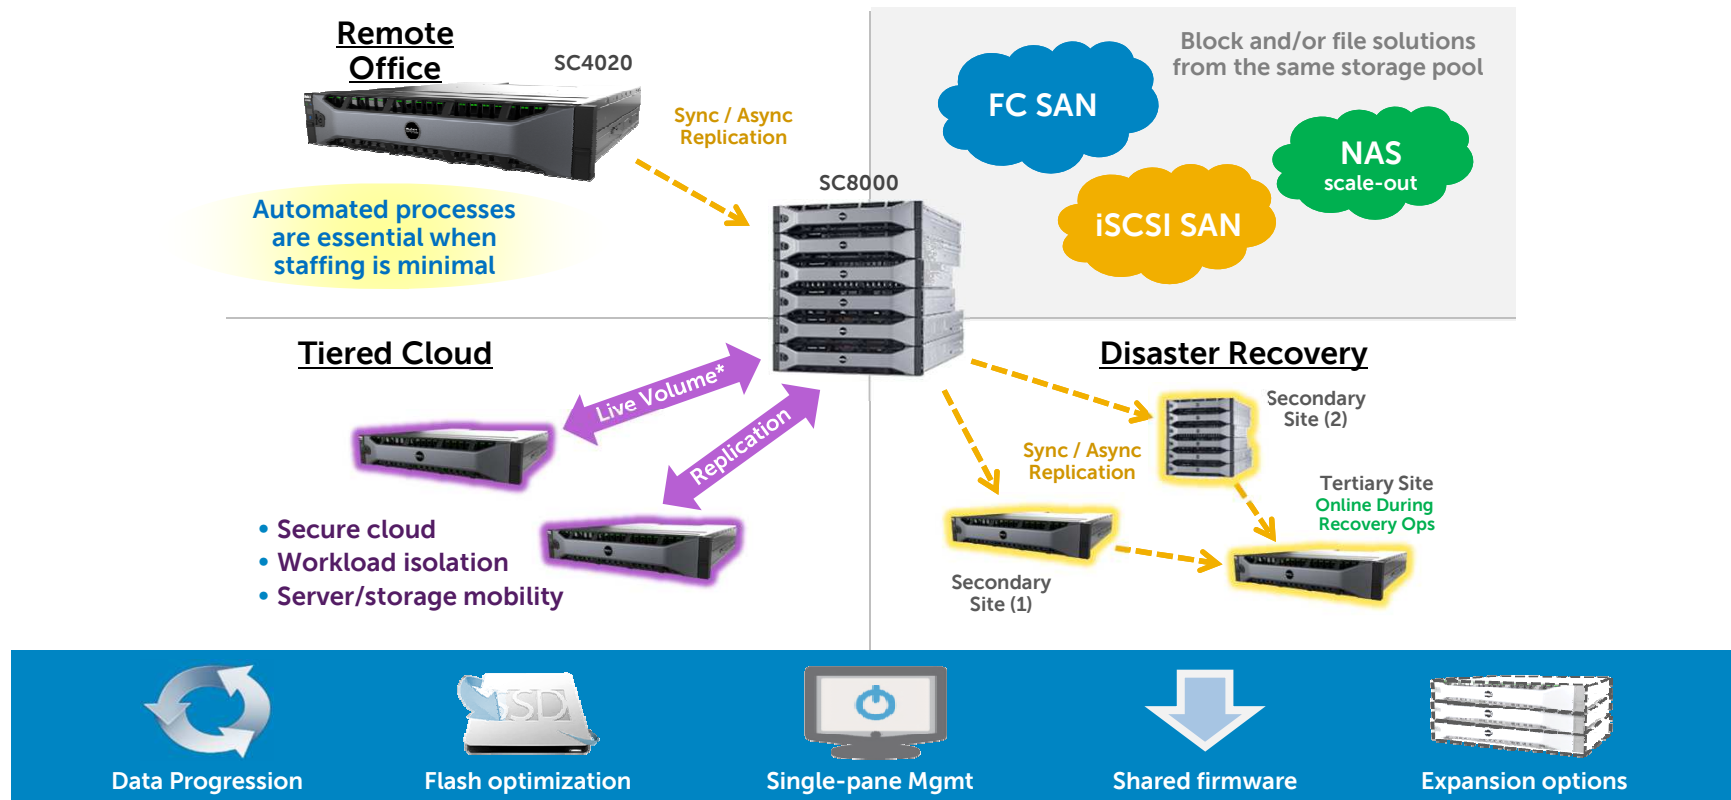 Remote
Office
SC4020
Sync / Async
Replication
Automated processes
are essential when
staffing is minimal
SC8000
Block and/or file solutions
from the same storage pool
FC SAN
NAS
scale-out
iSCSI SAN
Tiered Cloud
Live Volume*
Replication
• Secure cloud
• Workload isolation
• Server/storage mobility
Disaster Recovery
Secondary
Site (2)
Sync / Async
Replication
Tertiary Site
Online During
Recovery Ops
Secondary
Site (1)
SSD
Data Progression
Flash optimization
Single-pane Mgmt
Shared firmware
Expansion options